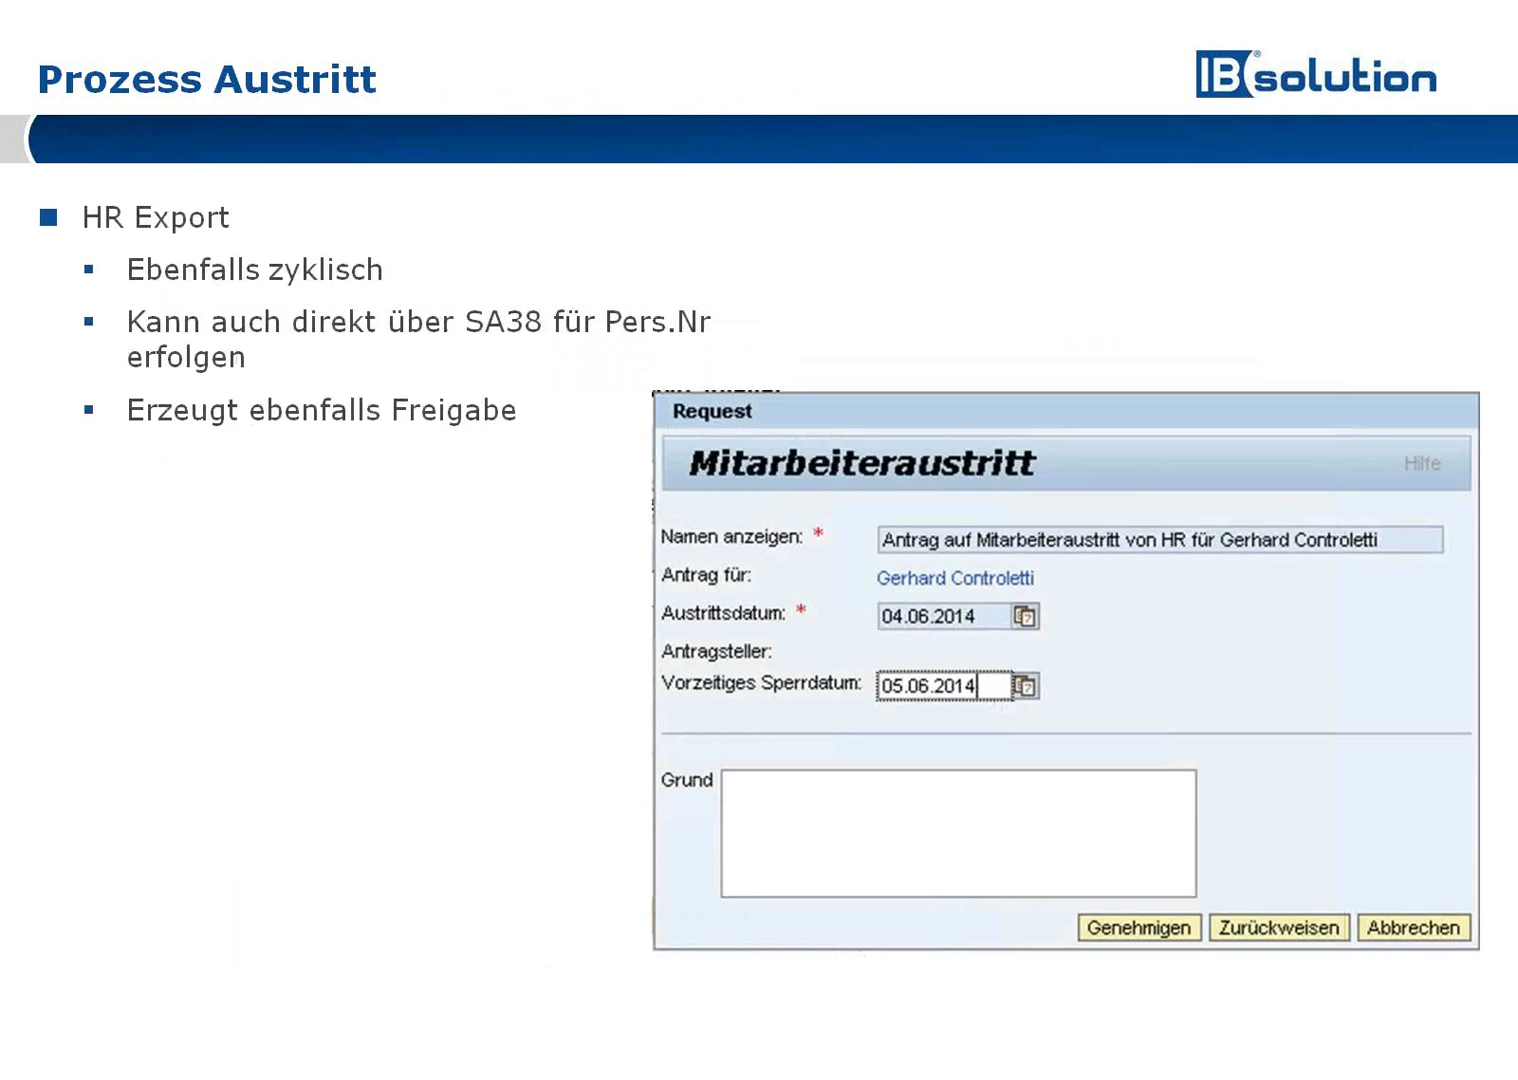 Prozess Austritt
IBsolution
HR Export
Ebenfalls zyklisch
Kann auch direkt über SA38 für Pers.Nr
erfolgen
Erzeugt ebenfalls Freigabe
Request
Mitarbeiteraustritt
Hilfe
Namen anzeigen: * Antrag auf Mitarbeiteraustritt von HR für Gerhard Controletti
Antrag für: Gerhard Controletti
Austrittsdatum: * 04.06.2014
Antragsteller:
Vorzeitiges Sperrdatum: 05.06.2014
Grund
Genehmigen Zurückweisen Abbrechen